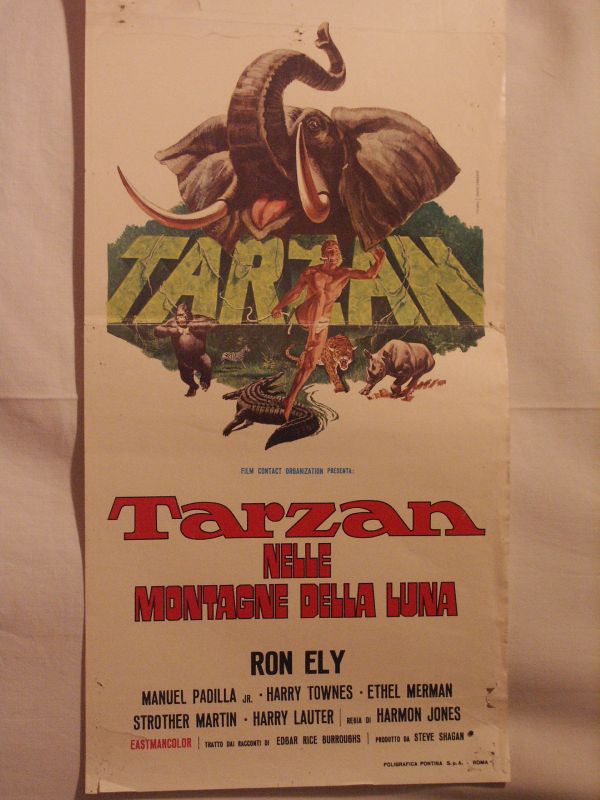 TARZAN
FILM CONTACT ORGANIZATION PRESENTA:
Tarzan
NELLE
MONTAGNE DELLA LUNA
RON ELY
MANUEL PADILLA JR. · HARRY TOWNES · ETHEL MERMAN
STROTHER MARTIN · HARRY LAUTER | REGIA DI HARMON JONES
EASTMANCOLOR | TRATTO DAI RACCONTI DI EDGAR RICE BURROUGHS | PRODOTTO DA STEVE SHAGAN
POLIGRAFICA PONTINA S.p.A. - ROMA